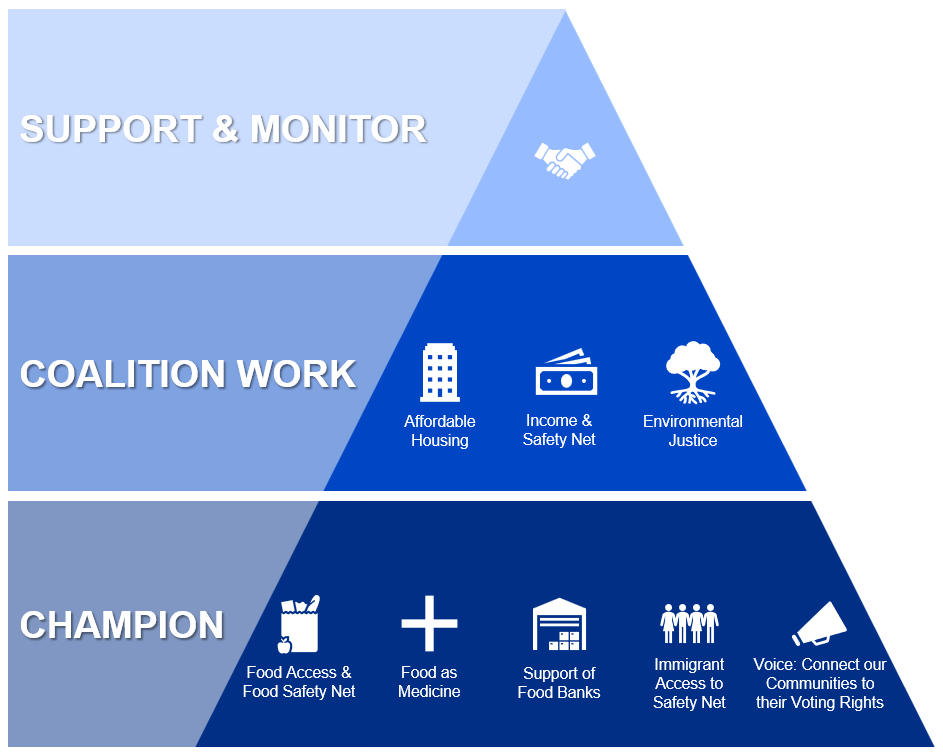 SUPPORT & MONITOR
COALITION WORK
Affordable
Housing
Income &
Safety Net
Environmental
Justice
CHAMPION
Food Access &
Food Safety Net
Food as
Medicine
Support of
Food Banks
Immigrant
Access to
Safety Net
Voice: Connect our
Communities to
their Voting Rights